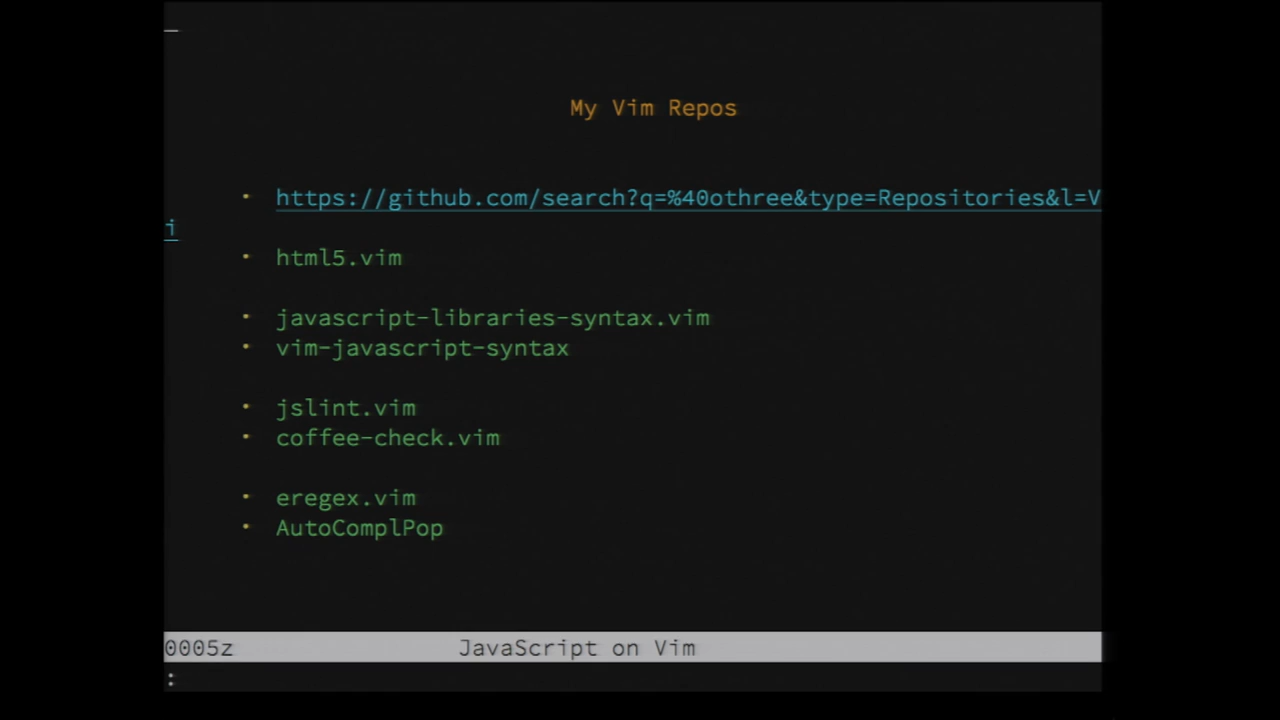 My Vim Repos
• https://github.com/search?q=%40othree&type=Repositories&l=V
i
• html5.vim
• javascript-libraries-syntax.vim
• vim-javascript-syntax
• jslint.vim
• coffee-check.vim
• eregex.vim
• AutoComplPop
0005z JavaScript on Vim
: